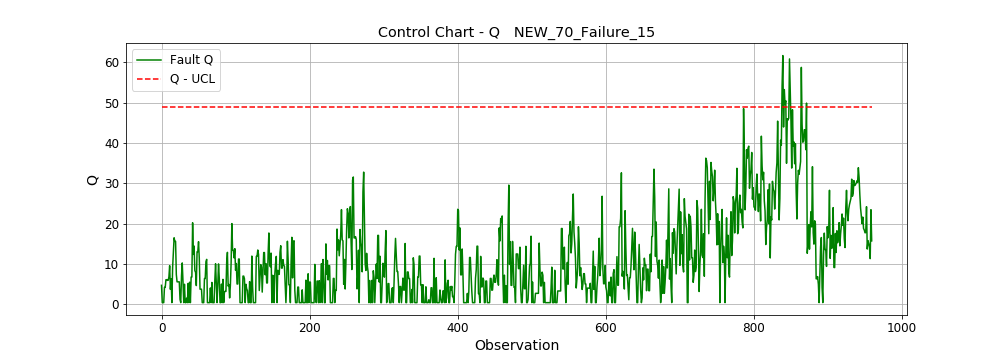 Control Chart - Q   NEW_70_Failure_15
Fault Q
Q - UCL
Q
60
50
40
30
20
10
0
0 200 400 600 800 1000
Observation